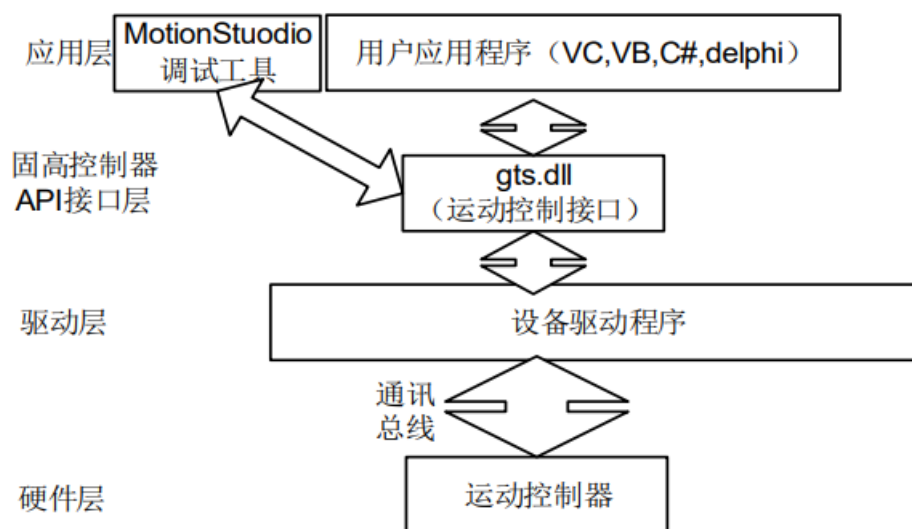 应用层
MotionStuodio
调试工具
用户应用程序（VC,VB,C#,delphi）
固高控制器
API接口层
gts.dll
（运动控制接口）
驱动层
设备驱动程序
通讯
总线
硬件层
运动控制器